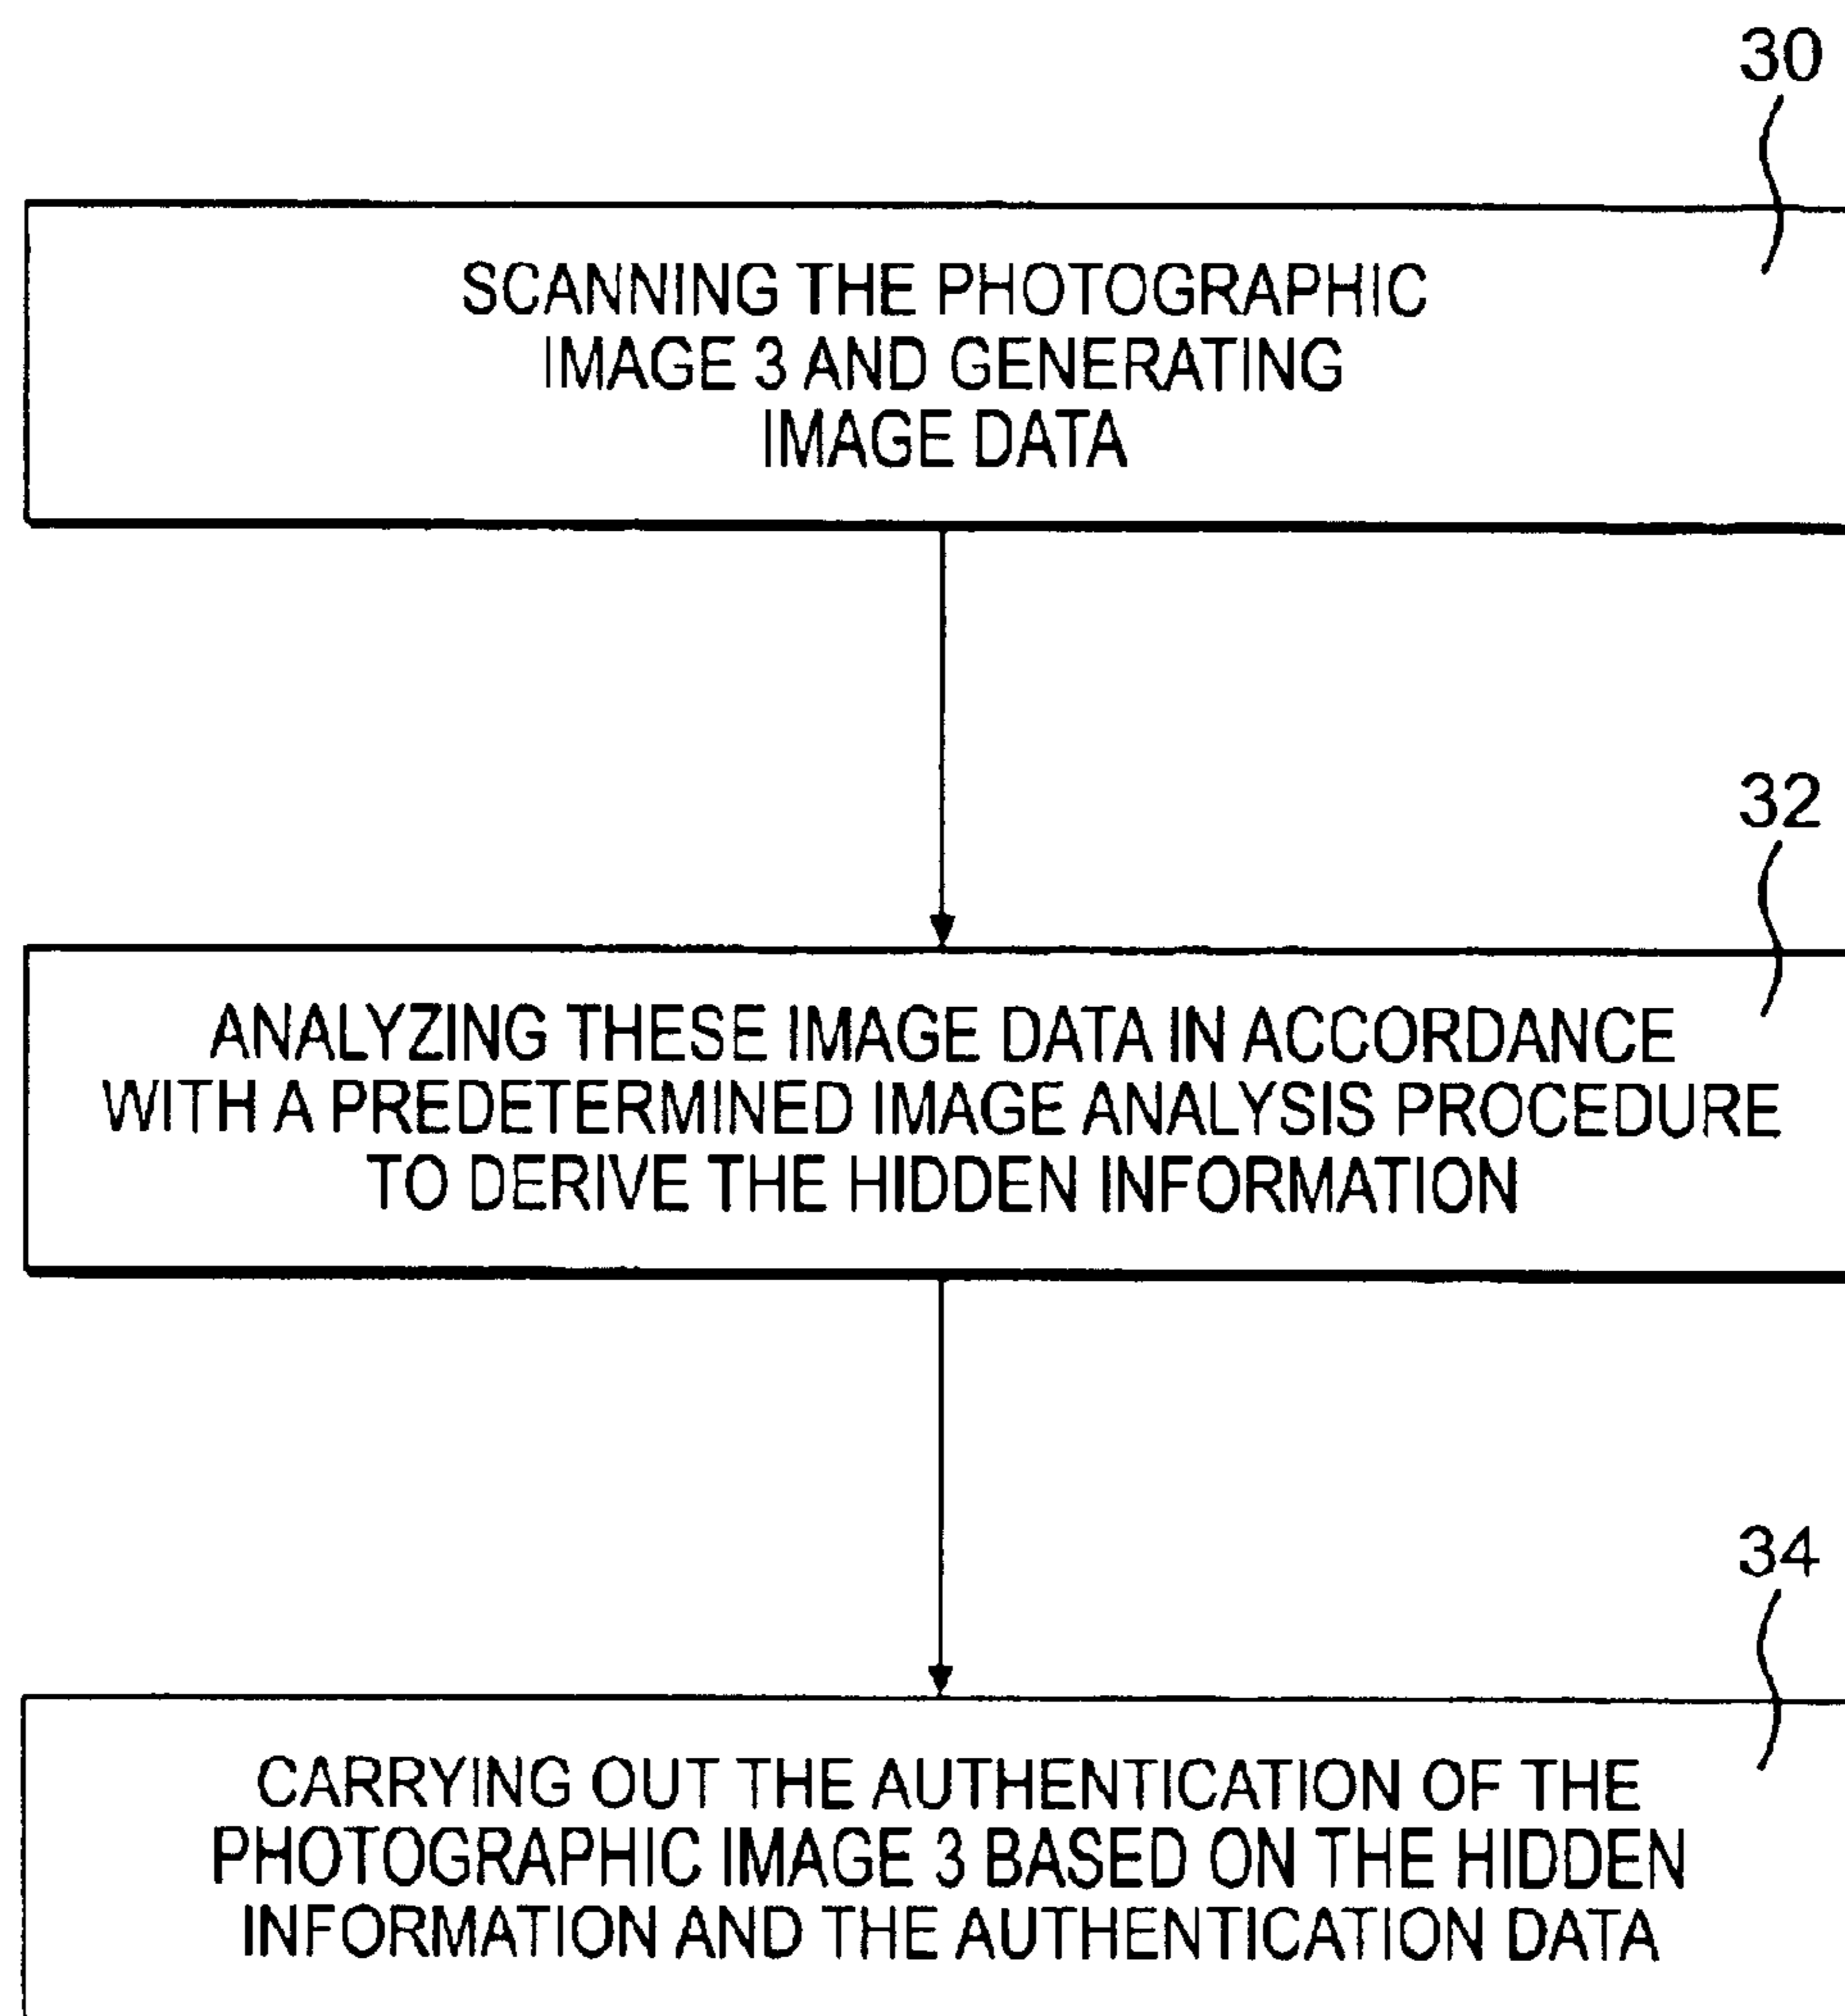 30
SCANNING THE PHOTOGRAPHIC
IMAGE 3 AND GENERATING
IMAGE DATA
32
ANALYZING THESE IMAGE DATA IN ACCORDANCE
WITH A PREDETERMINED IMAGE ANALYSIS PROCEDURE
TO DERIVE THE HIDDEN INFORMATION
34
CARRYING OUT THE AUTHENTICATION OF THE
PHOTOGRAPHIC IMAGE 3 BASED ON THE HIDDEN
INFORMATION AND THE AUTHENTICATION DATA